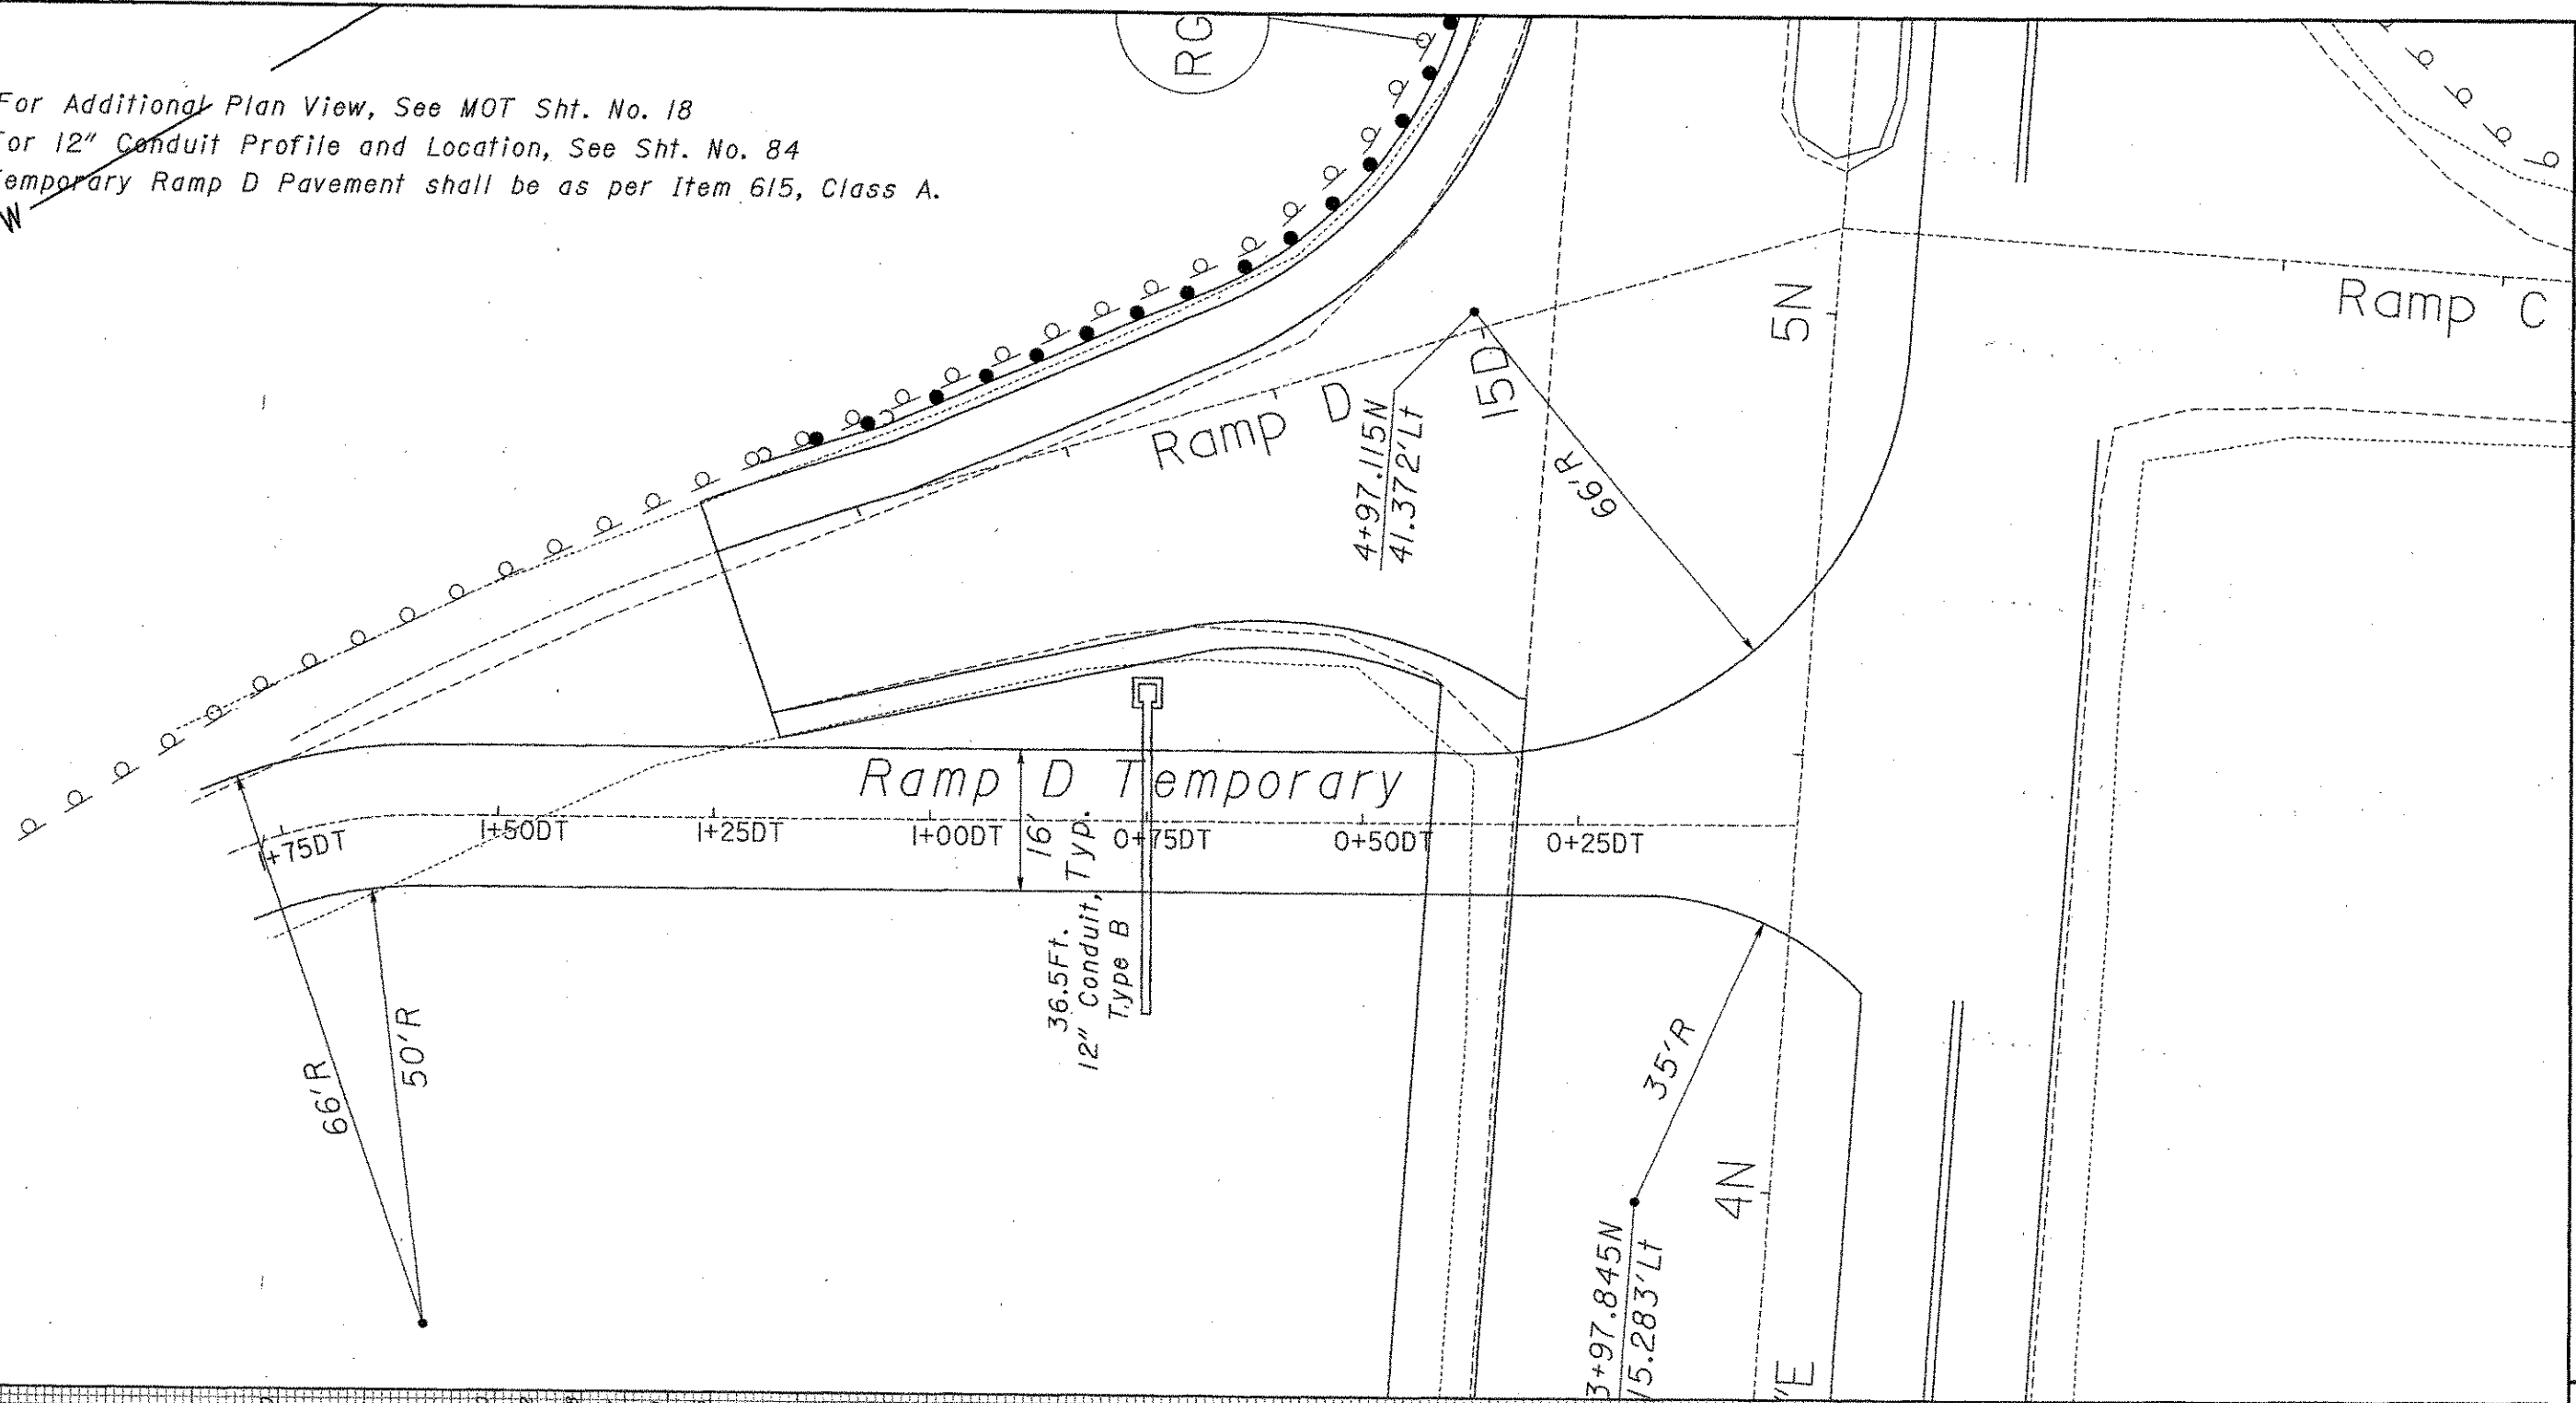 For Additional Plan View, See MOT Sht. No. 18
For 12" Conduit Profile and Location, See Sht. No. 84
Temporary Ramp D Pavement shall be as per Item 615, Class A.
W
RG
Ramp C
5N
15D
Ramp D
4+97.115N
41.372'Lt
66'R
Ramp D Temporary
1+75DT
1+50DT
1+25DT
1+00DT
0+75DT
0+50DT
0+25DT
16'
Typ.
36.5Ft.
12" Conduit,
Type B
66'R
50'R
35'R
4N
3+97.845N
15.283'Lt
"E